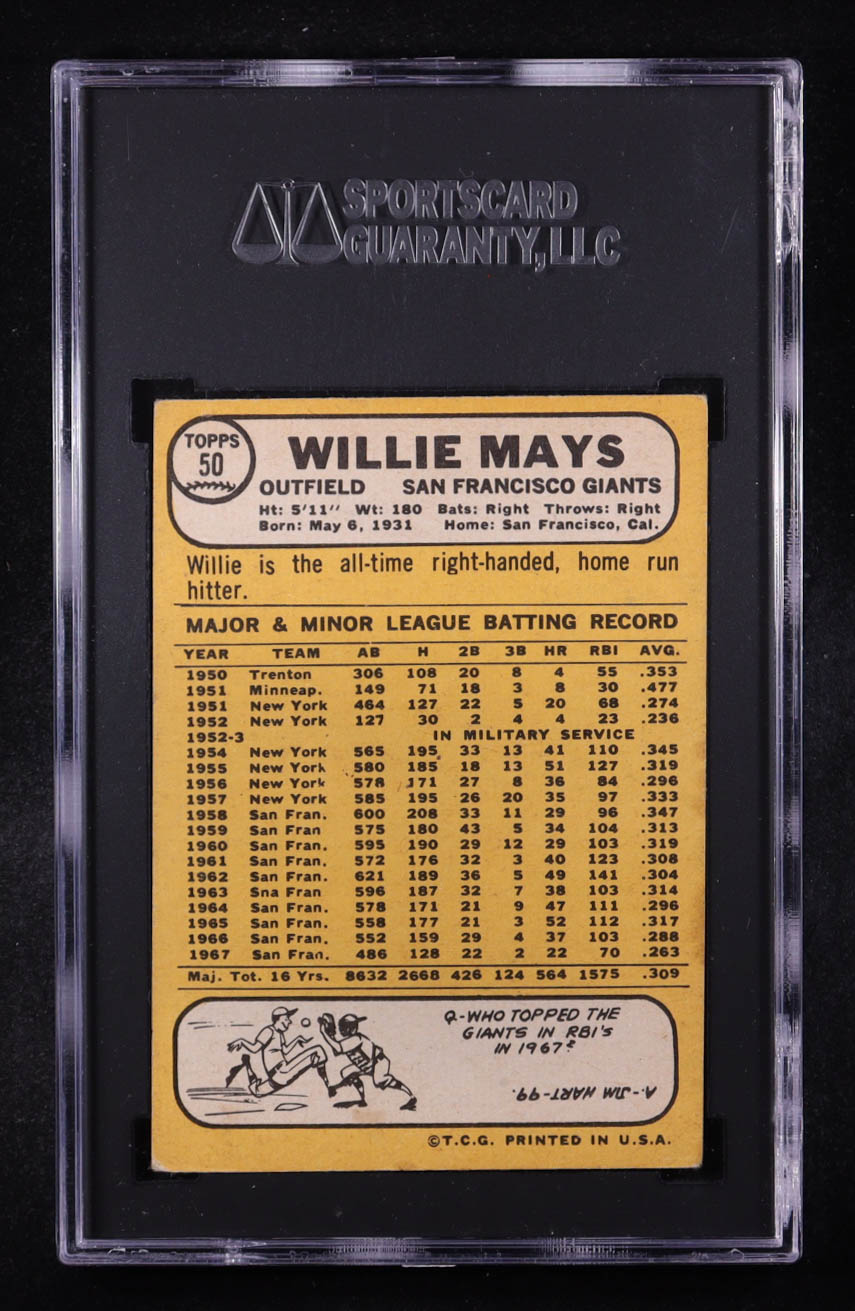 SPORTSCARD
GUARANTY, LLC
TOPPS
50
WILLIE MAYS
OUTFIELD SAN FRANCISCO GIANTS
Ht: 5'11" Wt: 180 Bats: Right Throws: Right
Born: May 6, 1931 Home: San Francisco, Cal.
Willie is the all-time right-handed, home run
hitter.
MAJOR & MINOR LEAGUE BATTING RECORD
YEAR TEAM AB H 2B 3B HR RBI AVG.
1950 Trenton 306 108 20 8 4 55 .353
1951 Minneap. 149 71 18 3 8 30 .477
1951 New York 464 127 22 5 20 68 .274
1952 New York 127 30 2 4 4 23 .236
1952-3 IN MILITARY SERVICE
1954 New York 565 195 33 13 41 110 .345
1955 New York 580 185 18 13 51 127 .319
1956 New York 578 171 27 8 36 84 .296
1957 New York 585 195 26 20 35 97 .333
1958 San Fran. 600 208 33 11 29 96 .347
1959 San Fran 575 180 43 5 34 104 .313
1960 San Fran. 595 190 29 12 29 103 .319
1961 San Fran. 572 176 32 3 40 123 .308
1962 San Fran. 621 189 36 5 49 141 .304
1963 Sna Fran 596 187 32 7 38 103 .314
1964 San Fran. 578 171 21 9 47 111 .296
1965 San Fran. 558 177 21 3 52 112 .317
1966 San Fran. 552 159 29 4 37 103 .288
1967 San Fran. 486 128 22 2 22 70 .263
Maj. Tot. 16 Yrs. 8632 2668 426 124 564 1575 .309
Q-WHO TOPPED THE
GIANTS IN RBI'S
IN 1967?
A-JIM HART-99.
©T.C.G. PRINTED IN U.S.A.